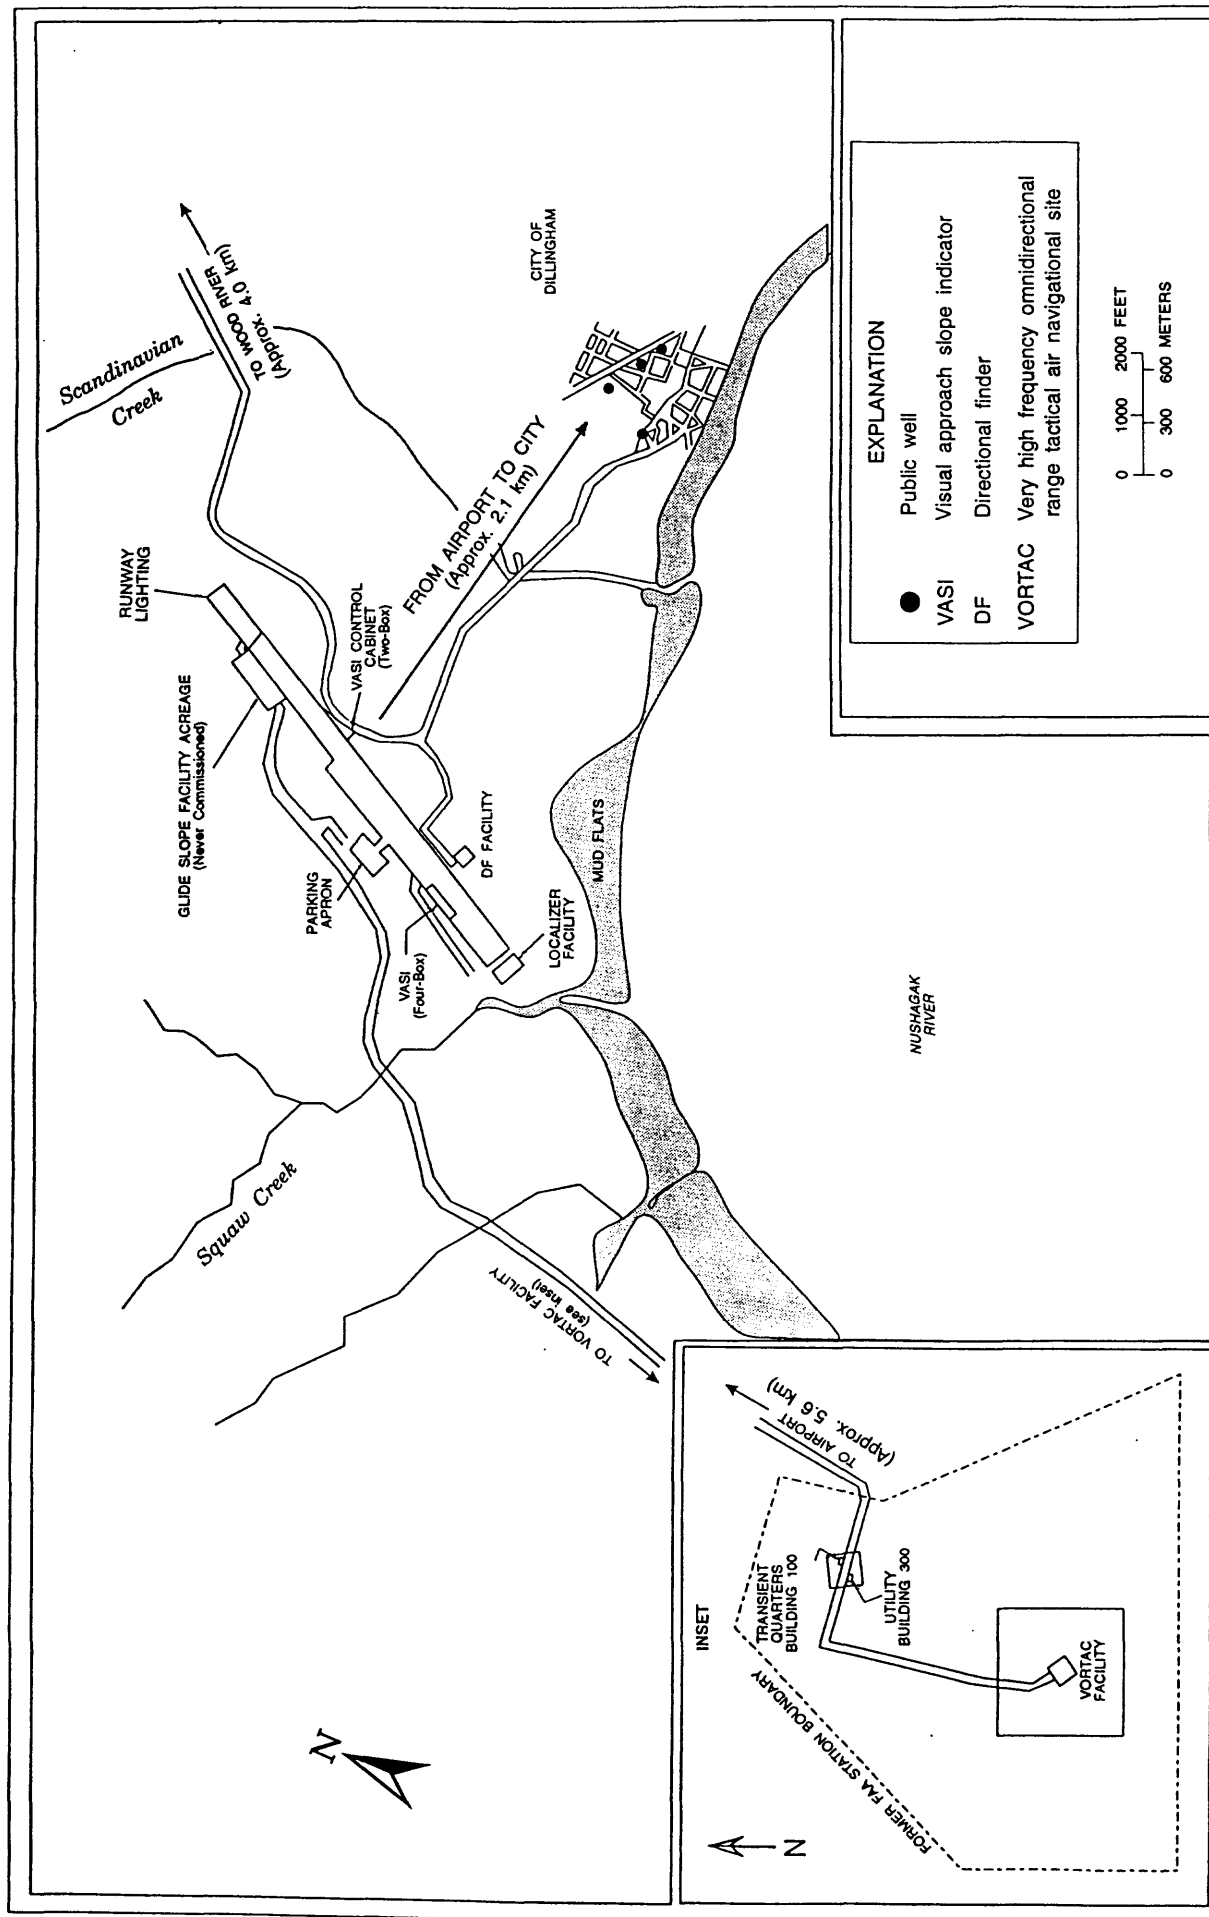 Scandinavian
Creek
TO WOOD RIVER
(Approx. 4.0 km)
CITY OF
DILLINGHAM
RUNWAY
LIGHTING
FROM AIRPORT TO CITY
(Approx. 2.1 km)
VASI CONTROL
CABINET
(Two-Box)
GLIDE SLOPE FACILITY ACREAGE
(Never Commissioned)
PARKING
APRON
DF FACILITY
VASI
(Four-Box)
LOCALIZER
FACILITY
MUD FLATS
NUSHAGAK
RIVER
Squaw Creek
TO VORTAC FACILITY
(see inset)
N
EXPLANATION
Public well
VASI Visual approach slope indicator
DF Directional finder
VORTAC Very high frequency omnidirectional
range tactical air navigational site
0 1000 2000 FEET
0 300 600 METERS
INSET
TO AIRPORT
(Approx. 5.6 km)
TRANSIENT
QUARTERS
BUILDING 100
UTILITY
BUILDING 300
FORMER FAA STATION BOUNDARY
VORTAC
FACILITY
N